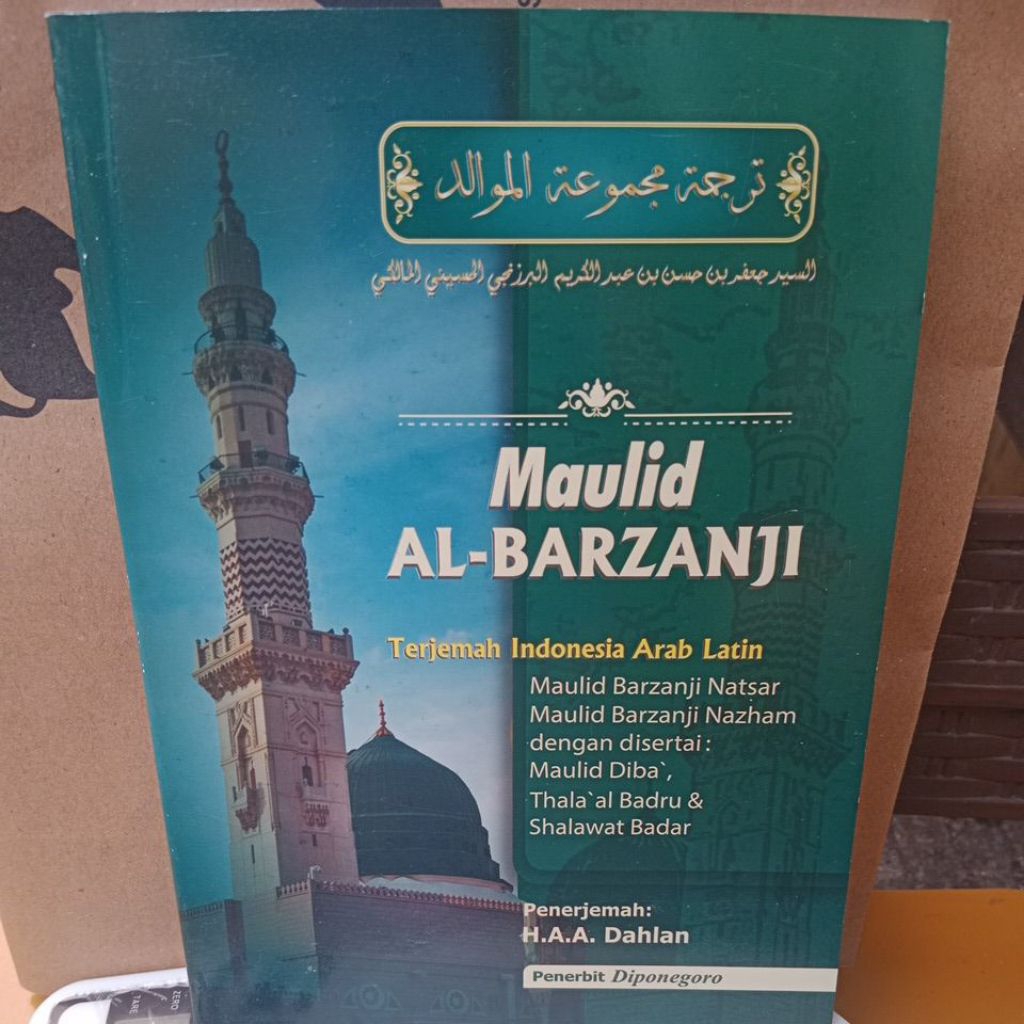 ترجمة مجموعة الموالد
السيد جعفر بن حسن بن عبد الكريم البرزنجي الحسيني المالكي
Maulid
AL-BARZANJI
Terjemah Indonesia Arab Latin
Maulid Barzanji Natsar
Maulid Barzanji Nazham
dengan disertai :
Maulid Diba`,
Thala`al Badru &
Shalawat Badar
Penerjemah:
H.A.A. Dahlan
Penerbit Diponegoro
ZERO
TARE